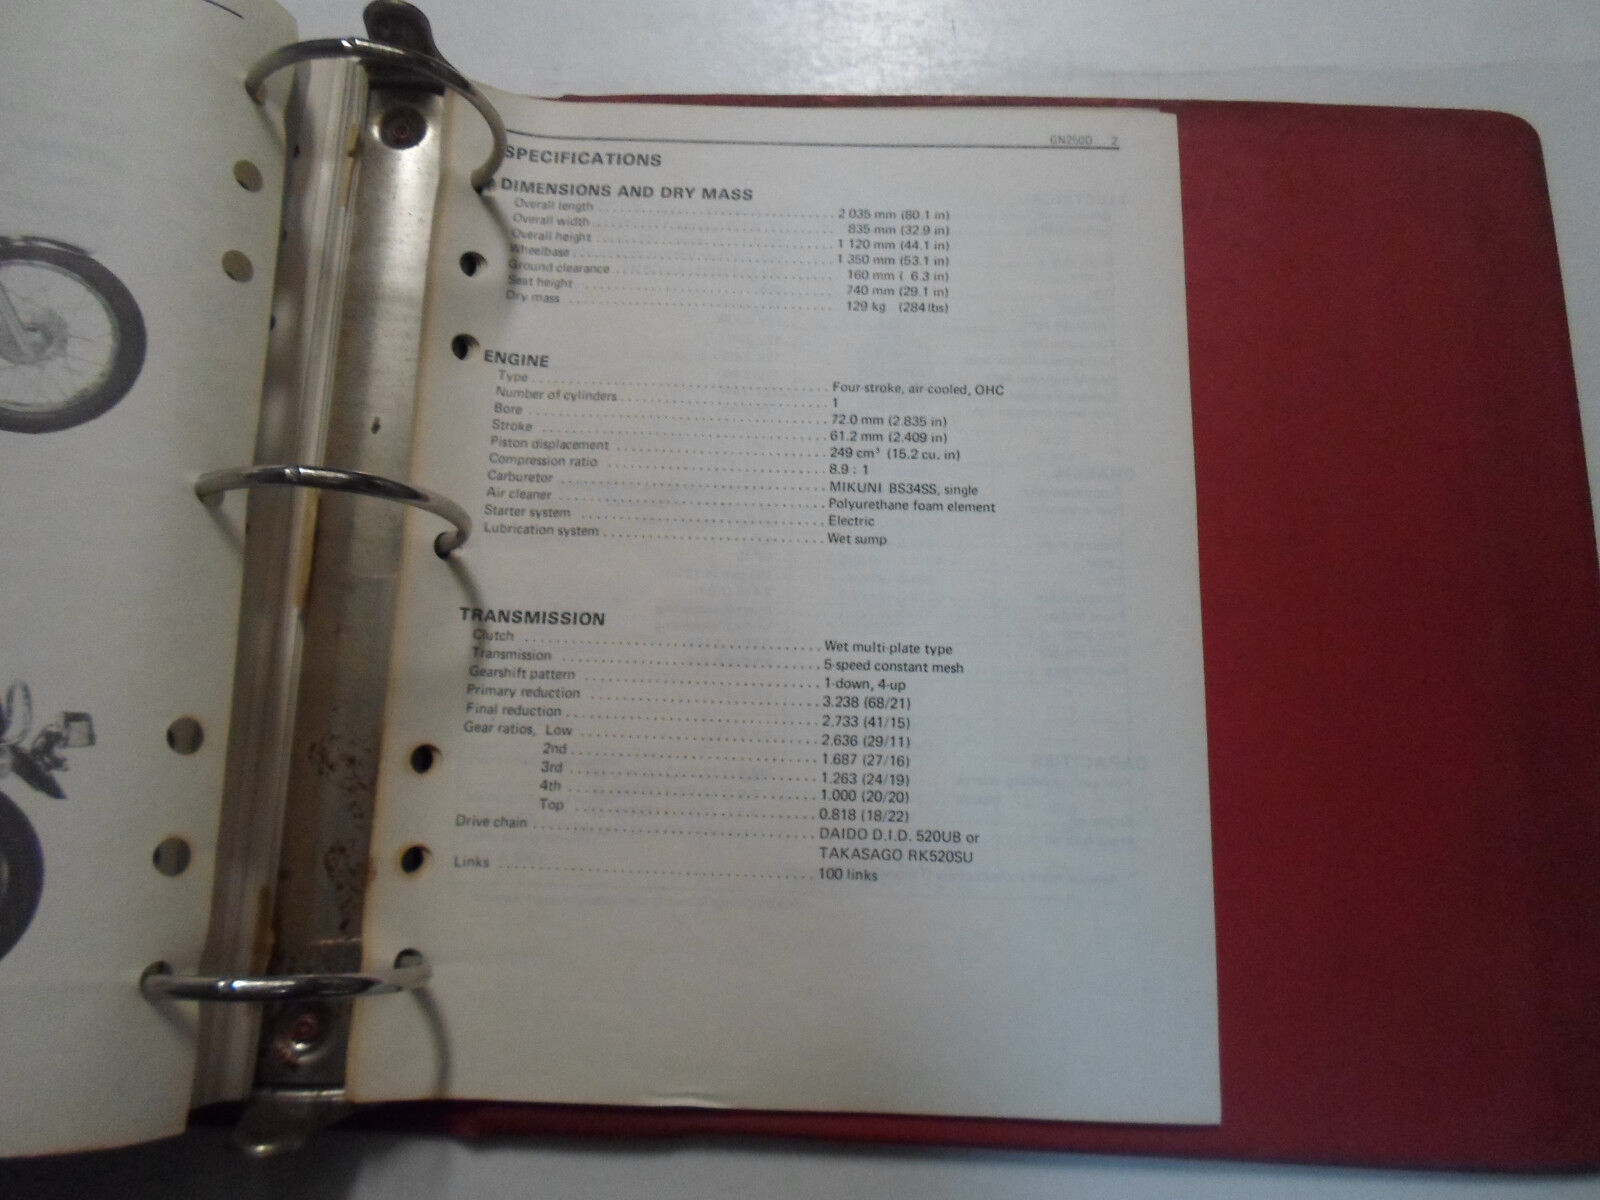 GN250D 2
SPECIFICATIONS
DIMENSIONS AND DRY MASS
Overall length 2 035 mm (80.1 in)
Overall width 835 mm (32.9 in)
Overall height 1 120 mm (44.1 in)
Wheelbase 1 350 mm (53.1 in)
Ground clearance 160 mm ( 6.3 in)
Seat height 740 mm (29.1 in)
Dry mass 129 kg (284 lbs)
ENGINE
Type Four-stroke, air-cooled, OHC
Number of cylinders 1
Bore 72.0 mm (2.835 in)
Stroke 61.2 mm (2.409 in)
Piston displacement 249 cm³ (15.2 cu. in)
Compression ratio 8.9 : 1
Carburetor MIKUNI BS34SS, single
Air cleaner Polyurethane foam element
Starter system Electric
Lubrication system Wet sump
TRANSMISSION
Clutch Wet multi-plate type
Transmission 5-speed constant mesh
Gearshift pattern 1-down, 4-up
Primary reduction 3.238 (68/21)
Final reduction 2.733 (41/15)
Gear ratios, Low 2.636 (29/11)
2nd 1.687 (27/16)
3rd 1.263 (24/19)
4th 1.000 (20/20)
Top 0.818 (18/22)
Drive chain DAIDO D.I.D. 520UB or
TAKASAGO RK520SU
Links 100 links